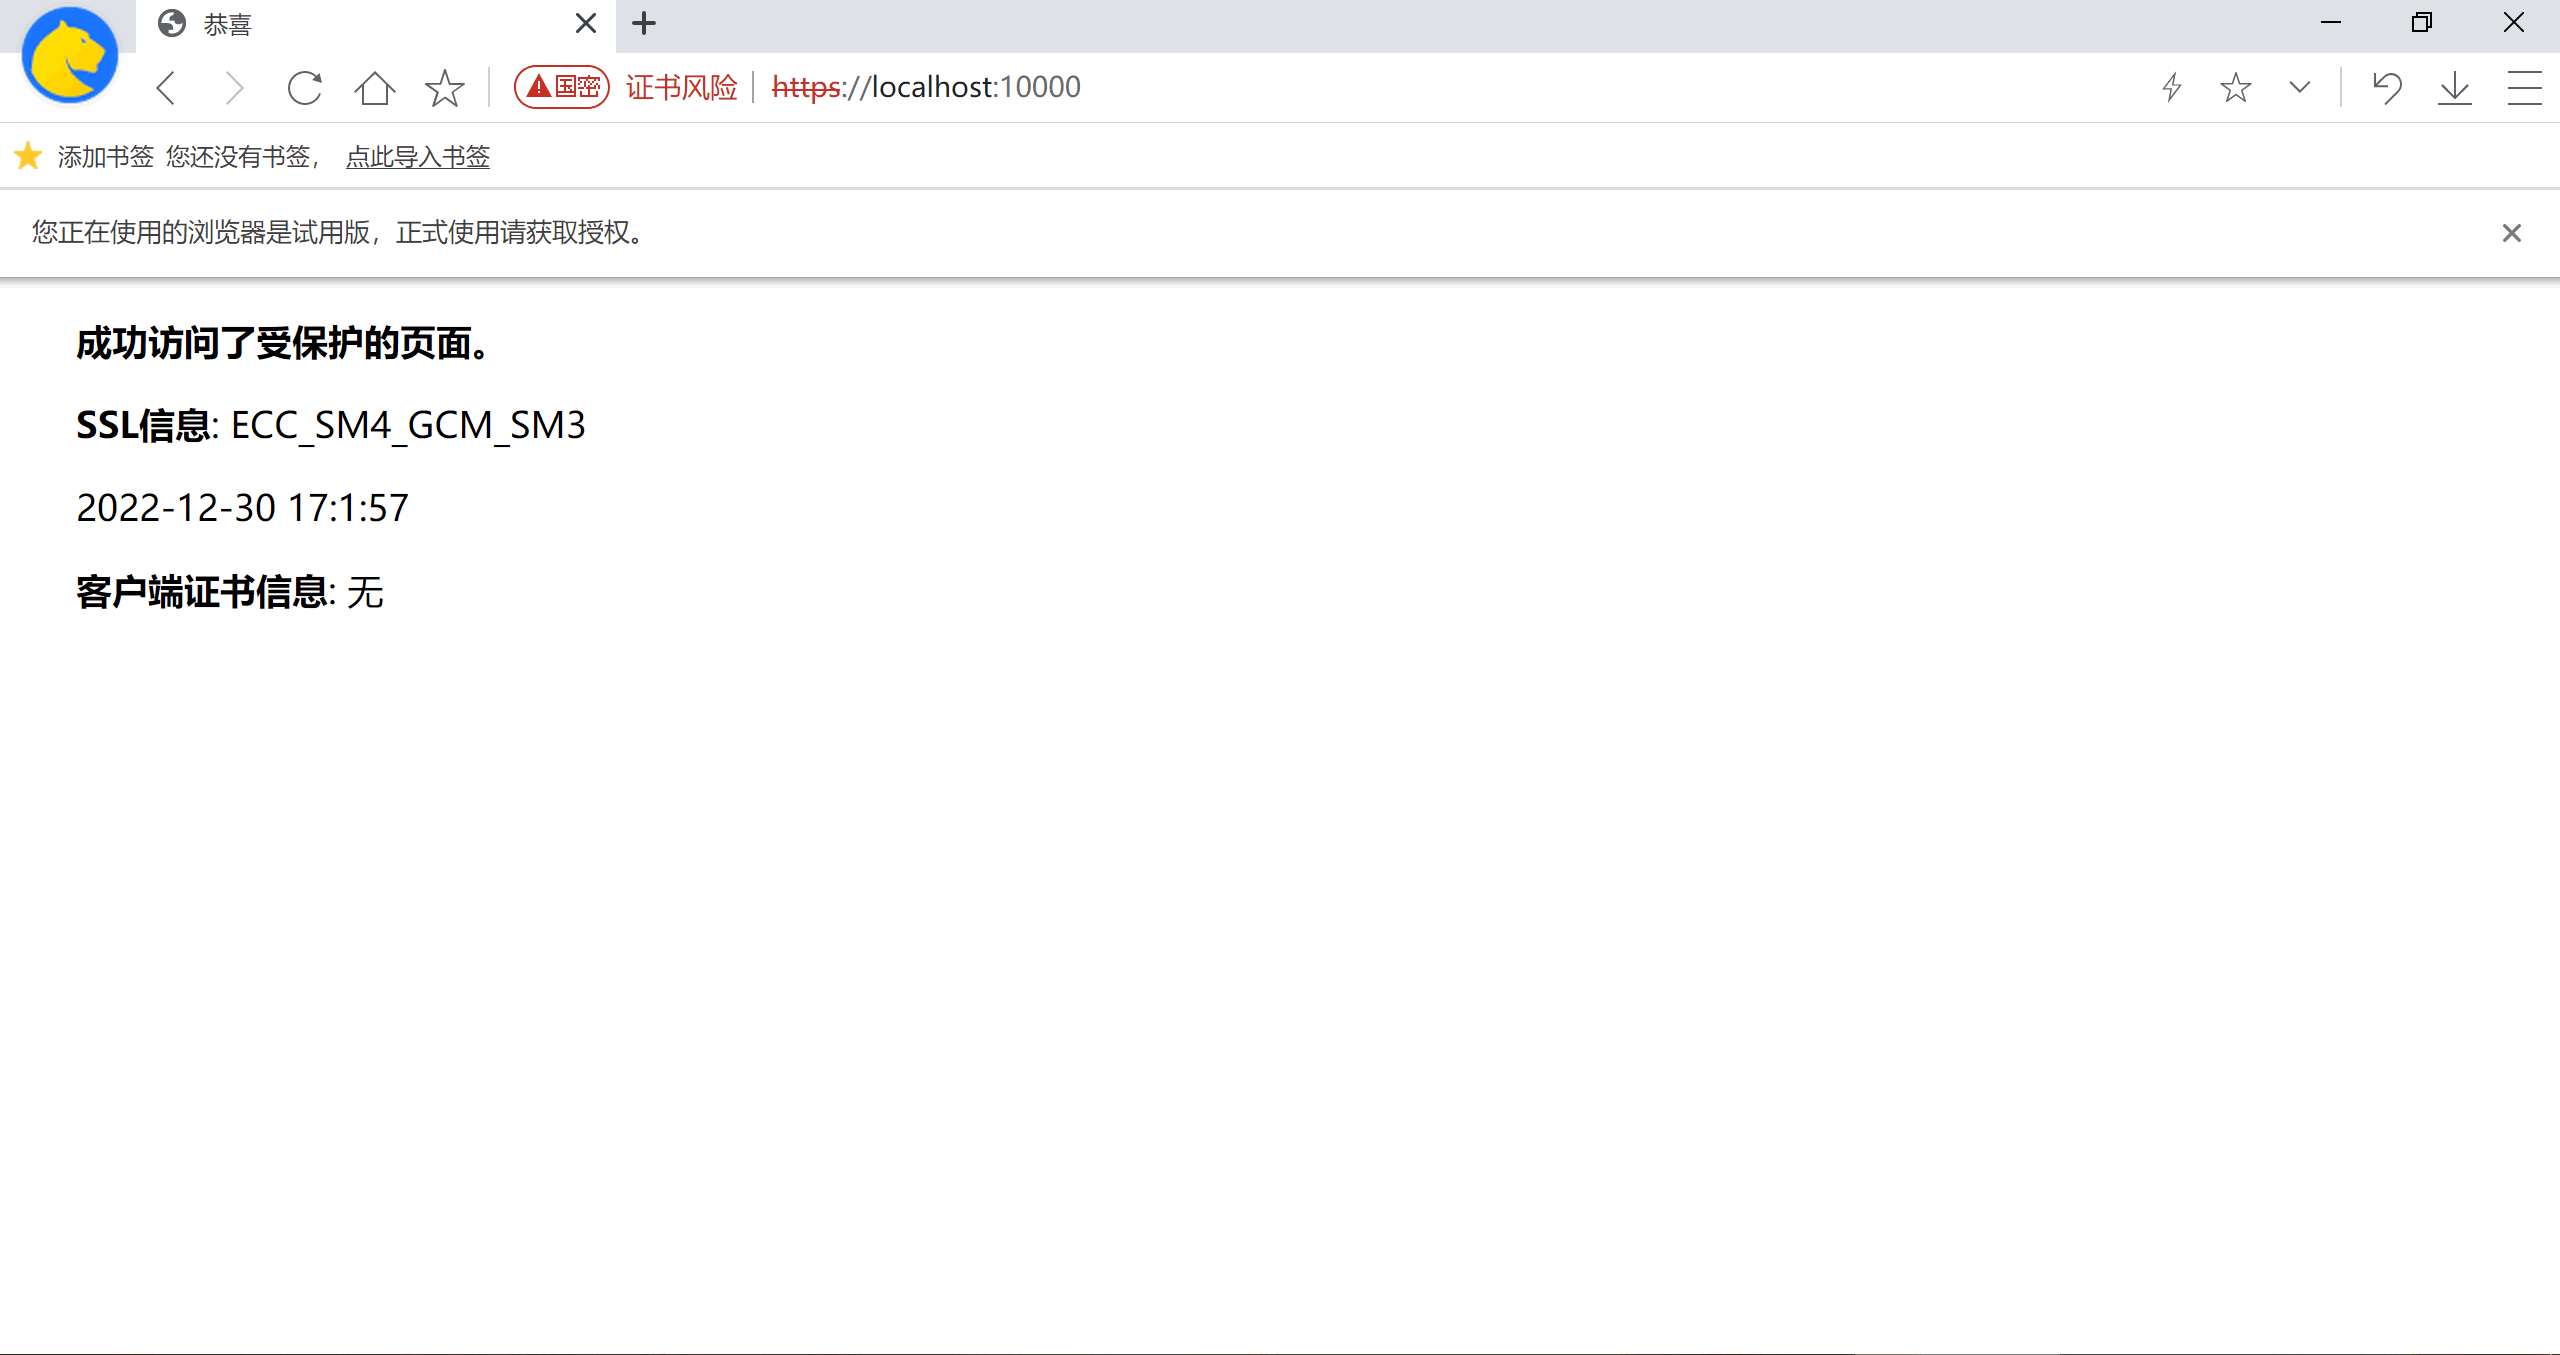 恭喜
国密 证书风险 https://localhost:10000
添加书签 您还没有书签， 点此导入书签
您正在使用的浏览器是试用版，正式使用请获取授权。
成功访问了受保护的页面。
SSL信息: ECC_SM4_GCM_SM3
2022-12-30 17:1:57
客户端证书信息: 无